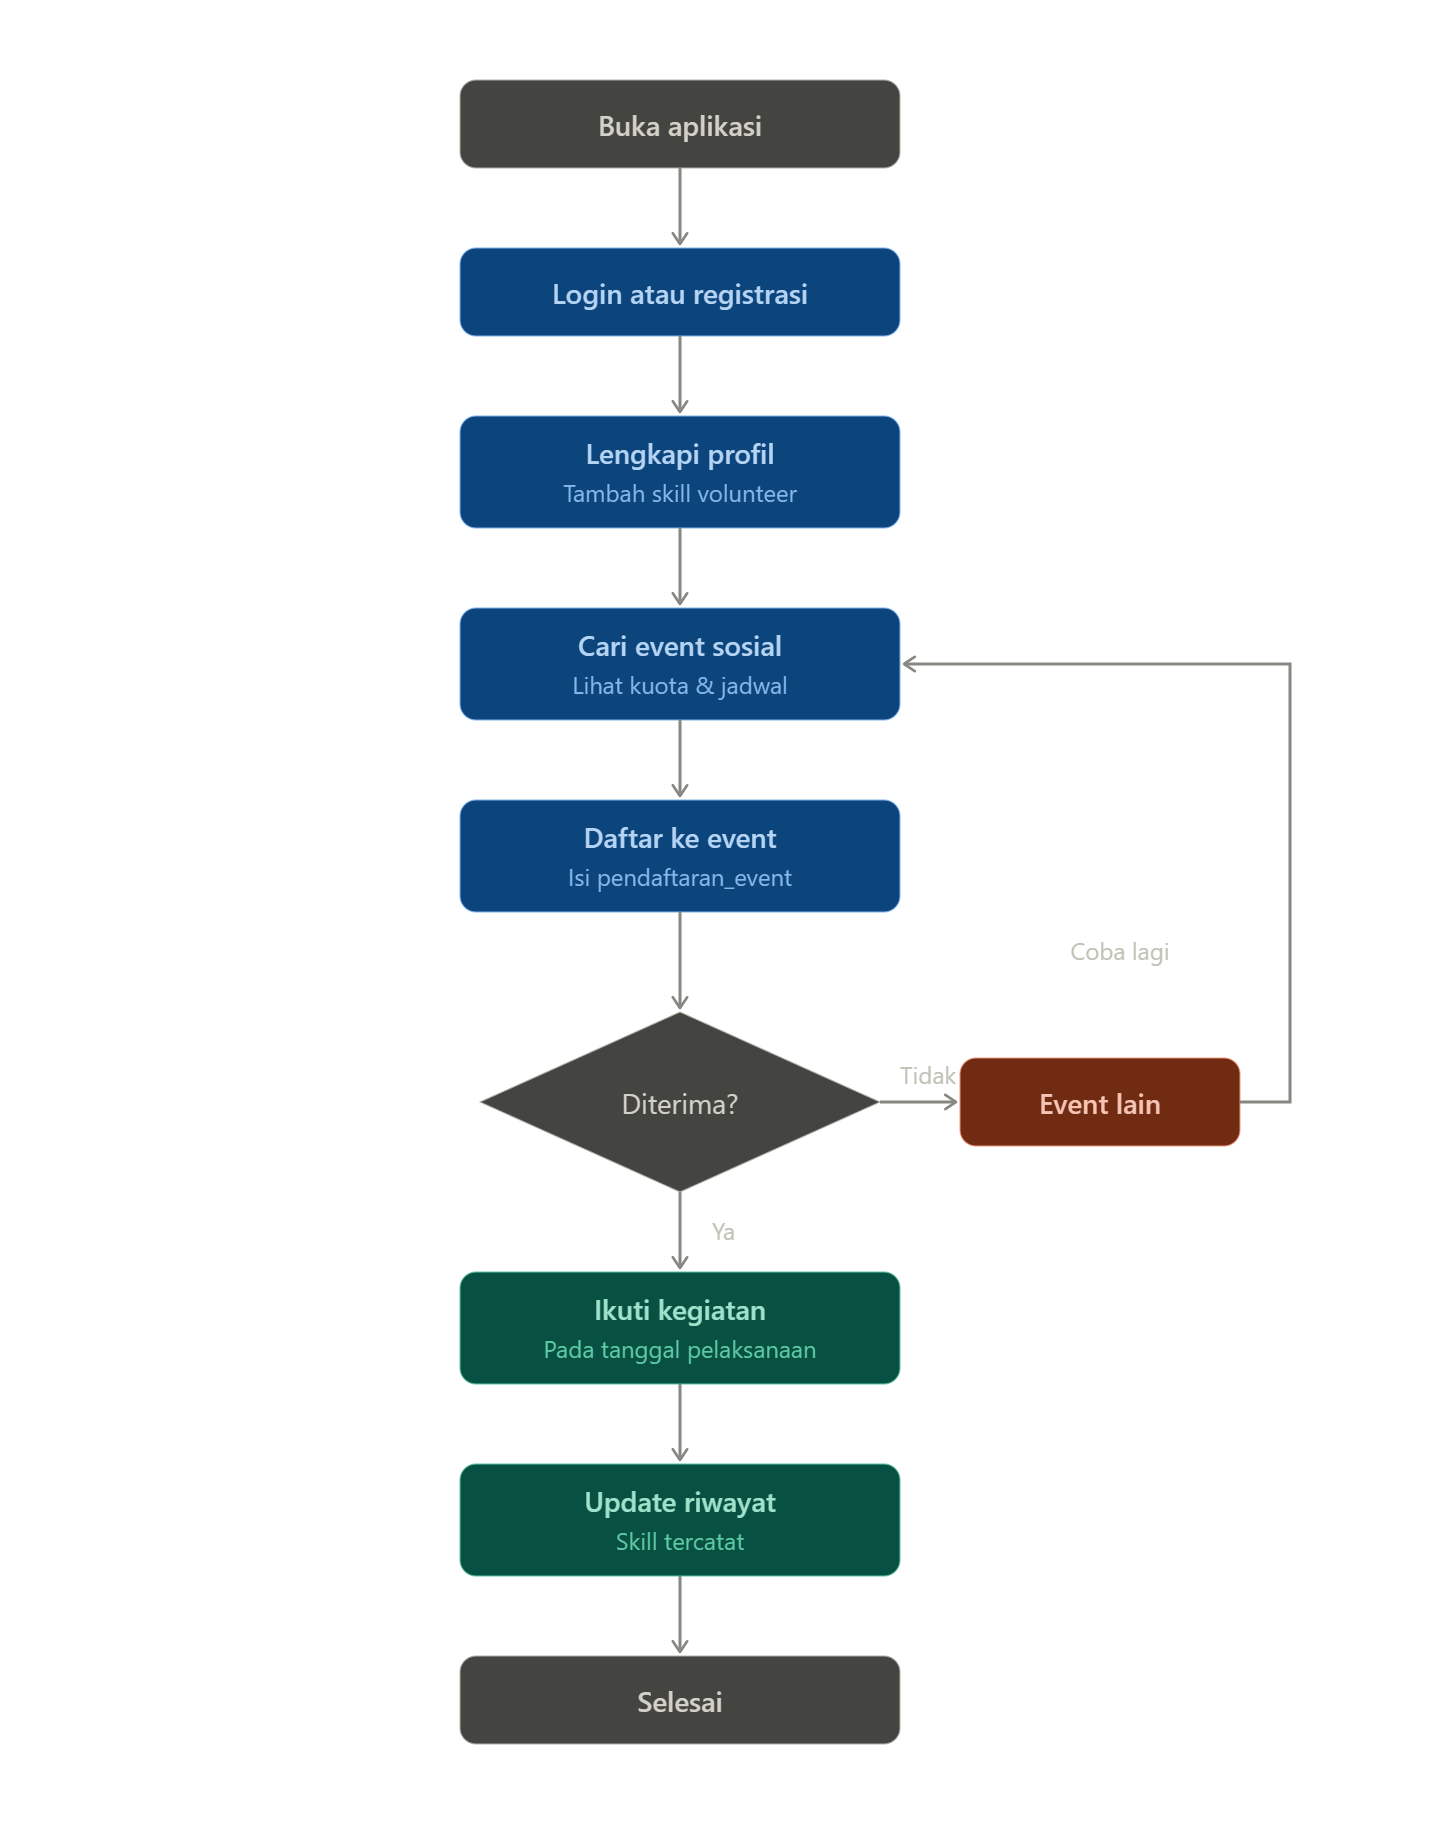 Buka aplikasi
Login atau registrasi
Lengkapi profil
Tambah skill volunteer
Cari event sosial
Lihat kuota & jadwal
Daftar ke event
Isi pendaftaran_event
Coba lagi
Diterima?
Tidak
Event lain
Ya
Ikuti kegiatan
Pada tanggal pelaksanaan
Update riwayat
Skill tercatat
Selesai